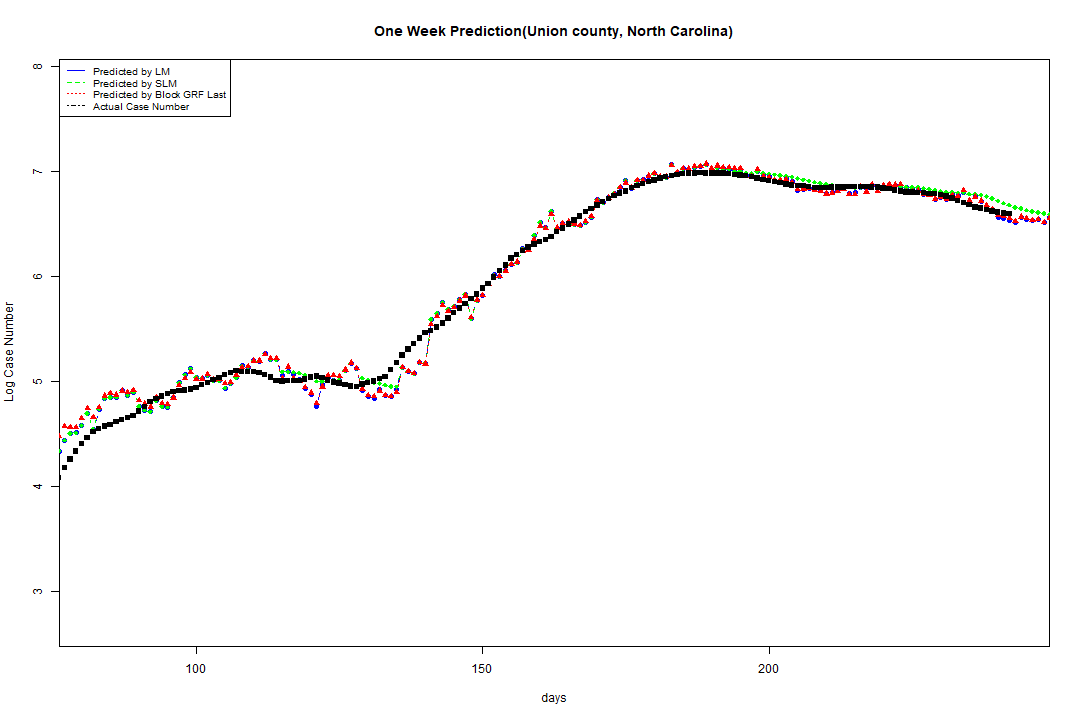 One Week Prediction(Union county, North Carolina)
Predicted by LM
Predicted by SLM
Predicted by Block GRF Last
Actual Case Number
8
7
6
5
4
3
Log Case Number
100 150 200
days